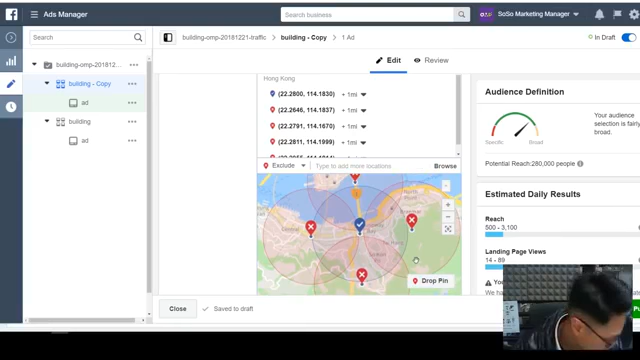 Ads Manager
Search business
SoSo Marketing Manager
Search
building-omp-20181221-traffic
building - Copy
1 Ad
In Draft
building-omp-20181221...
building - Copy
ad
building
ad
Edit
Review
Hong Kong
(22.2800, 114.1830) + 1mi
(22.2646, 114.1837) + 1mi
(22.2791, 114.1670) + 1mi
(22.2811, 114.1999) + 1mi
Exclude
Type to add more locations
Browse
Central
Drop Pin
Close
Saved to draft
Audience Definition
Your audience
selection is fairly
broad.
Specific
Broad
Potential Reach:280,000 people
Estimated Daily Results
Reach
500 - 3,100
Landing Page Views
14 - 89